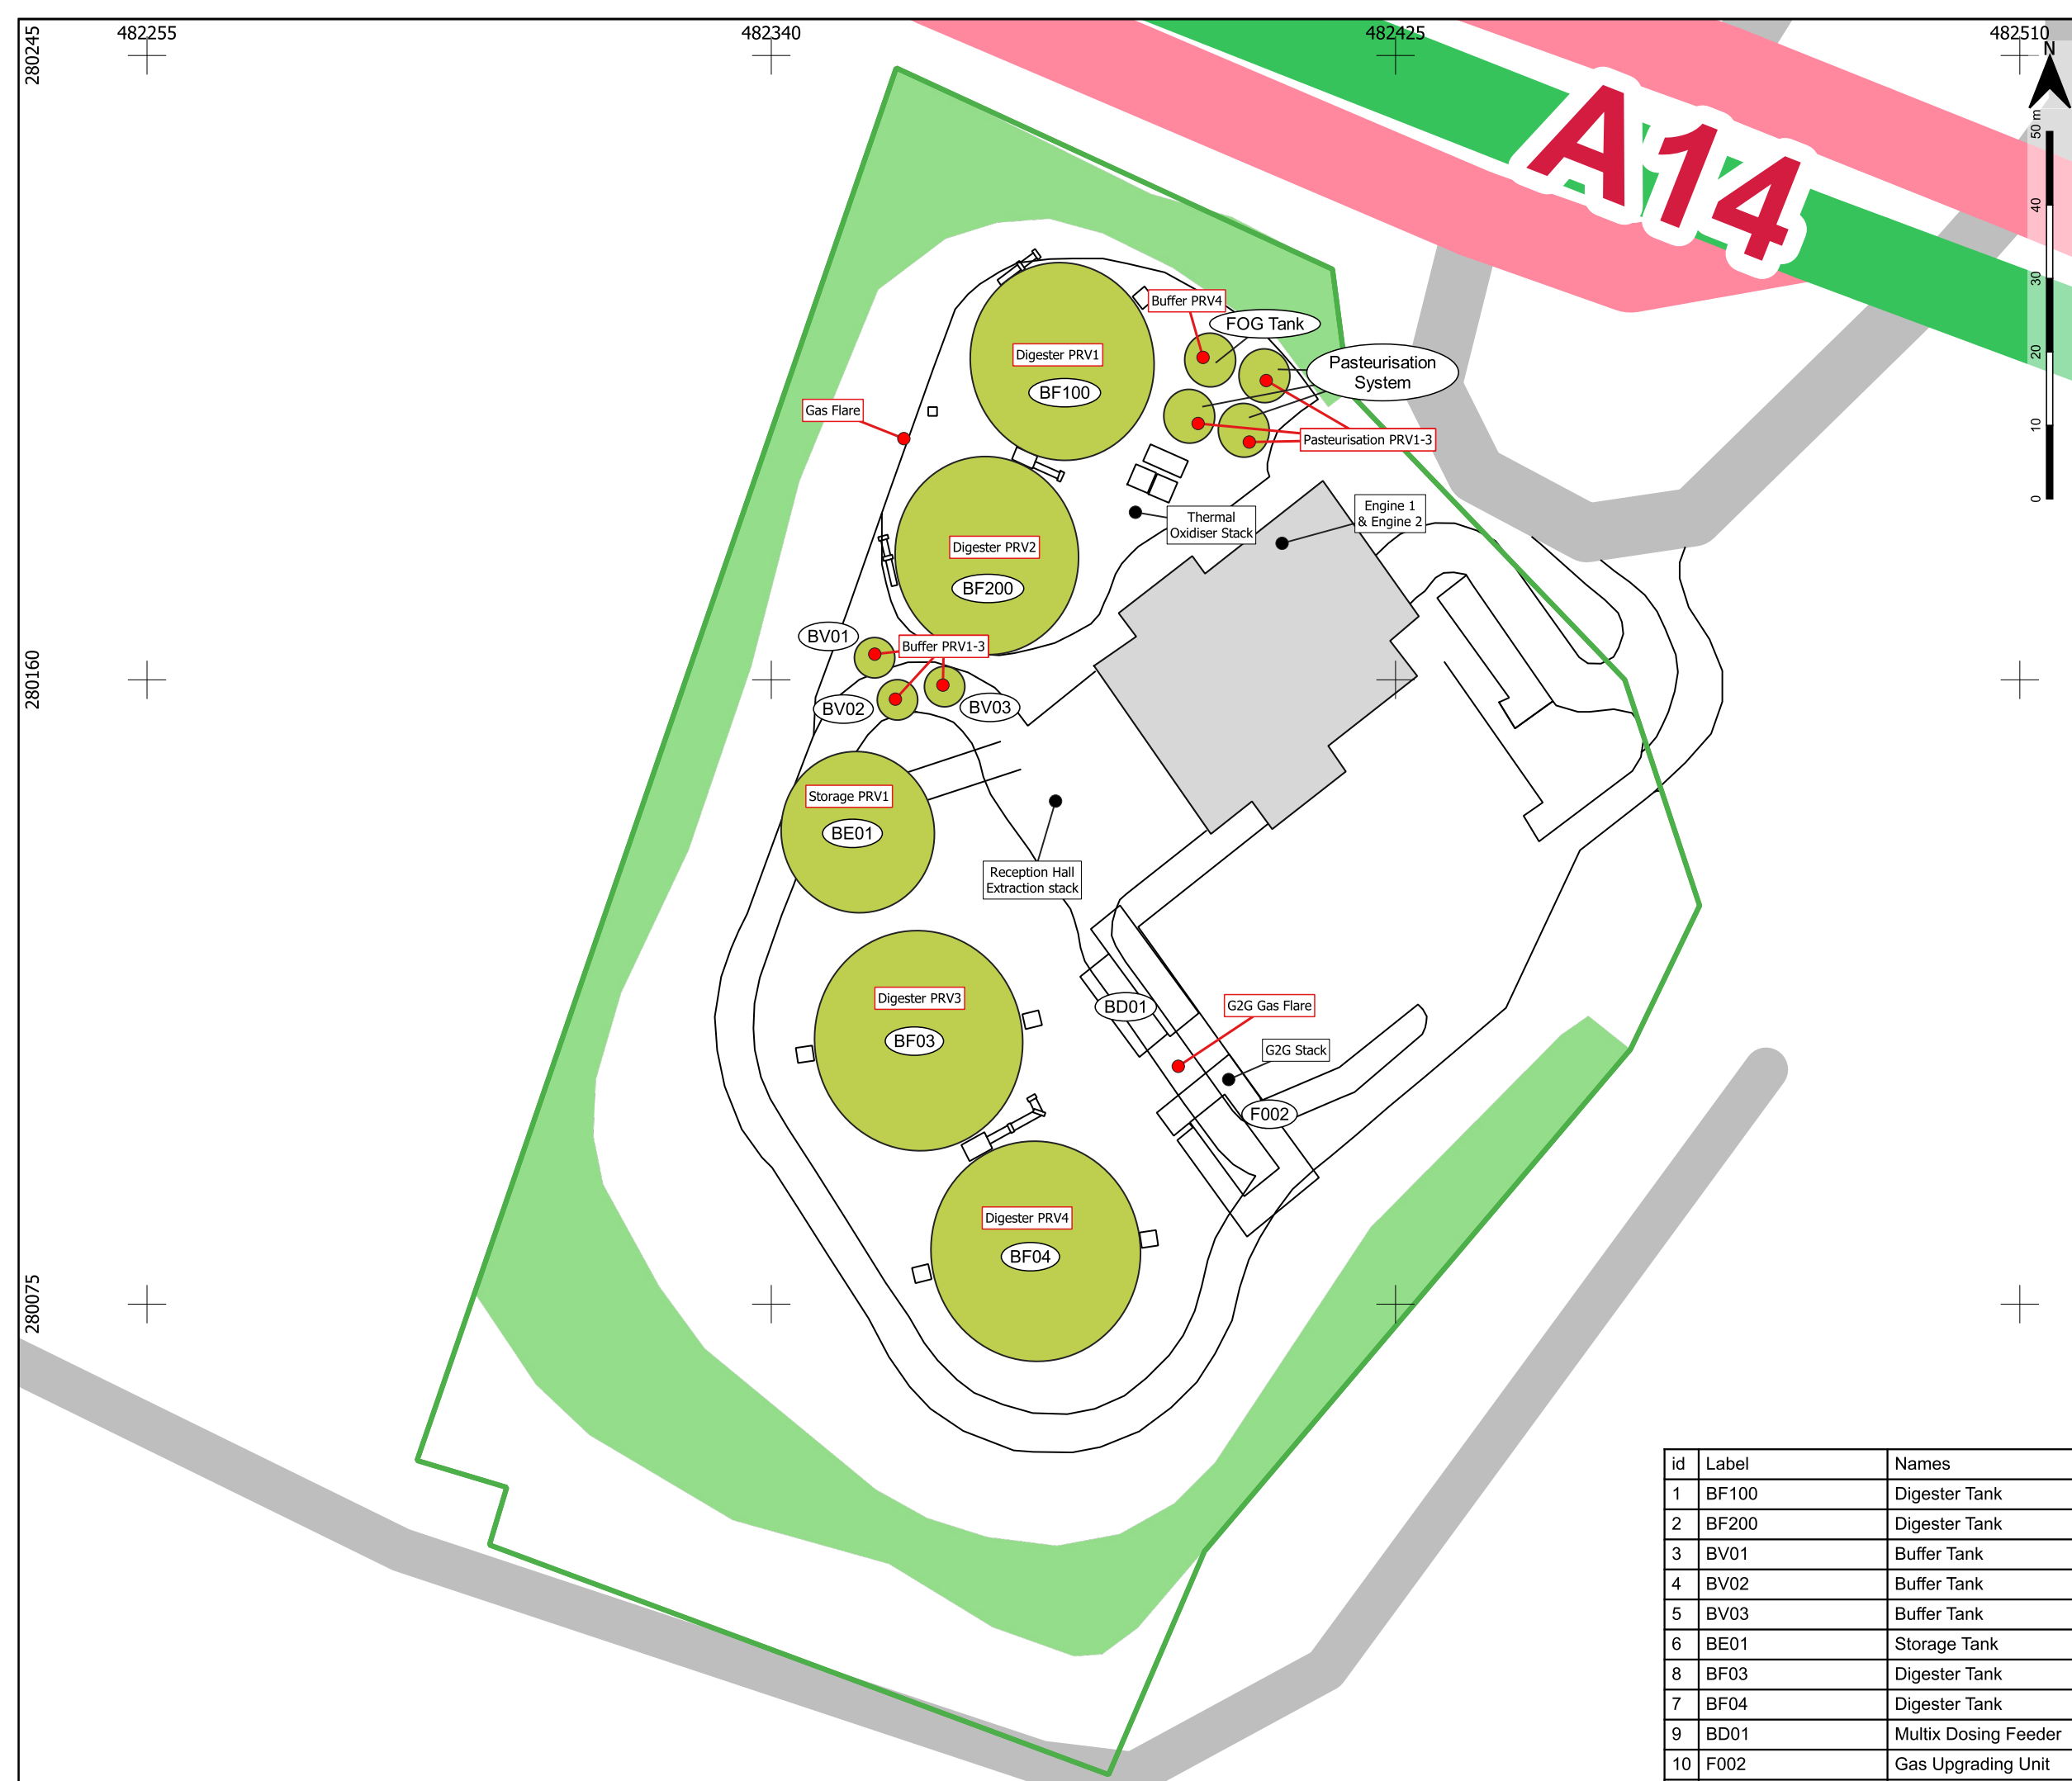 482255
482340
482425
482510
280245
N
A14
50 m
40
30
20
10
0
Buffer PRV4
FOG Tank
Digester PRV1
Pasteurisation
System
BF100
Gas Flare
Pasteurisation PRV1-3
Engine 1
& Engine 2
Thermal
Oxidiser Stack
Digester PRV2
BF200
BV01
Buffer PRV1-3
280160
BV02
BV03
Storage PRV1
BE01
Reception Hall
Extraction stack
Digester PRV3
BD01
G2G Gas Flare
BF03
G2G Stack
F002
Digester PRV4
BF04
280075
id Label Names
1 BF100 Digester Tank
2 BF200 Digester Tank
3 BV01 Buffer Tank
4 BV02 Buffer Tank
5 BV03 Buffer Tank
6 BE01 Storage Tank
8 BF03 Digester Tank
7 BF04 Digester Tank
9 BD01 Multix Dosing Feeder
10 F002 Gas Upgrading Unit